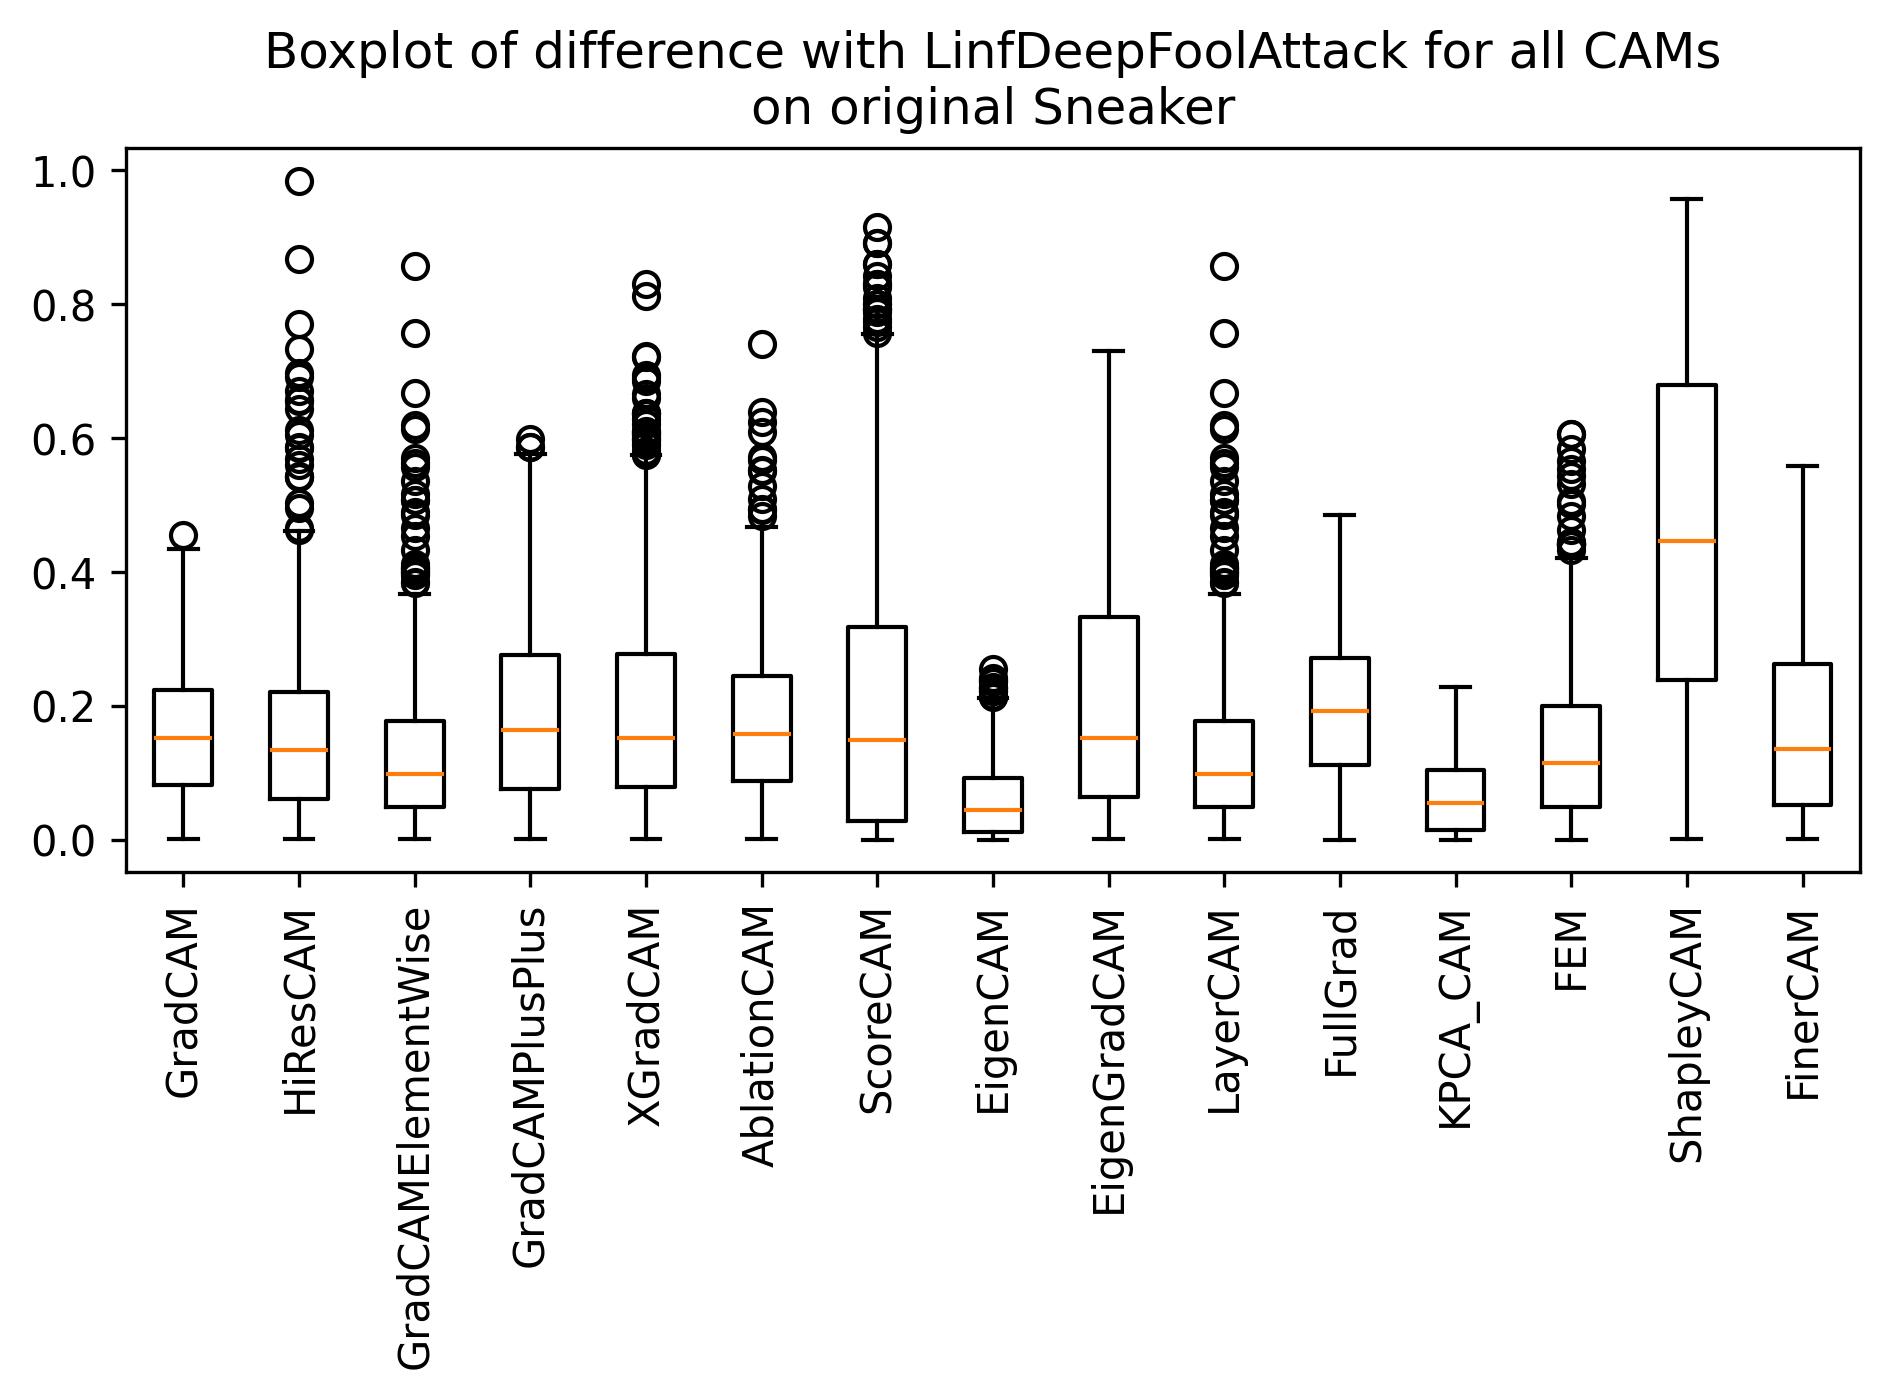 Boxplot of difference with LinfDeepFoolAttack for all CAMs
on original Sneaker
1.0
0.8
0.6
0.4
0.2
0.0
GradCAM
HiResCAM
GradCAMElementWise
GradCAMPlusPlus
XGradCAM
AblationCAM
ScoreCAM
EigenCAM
EigenGradCAM
LayerCAM
FullGrad
KPCA_CAM
FEM
ShapleyCAM
FinerCAM